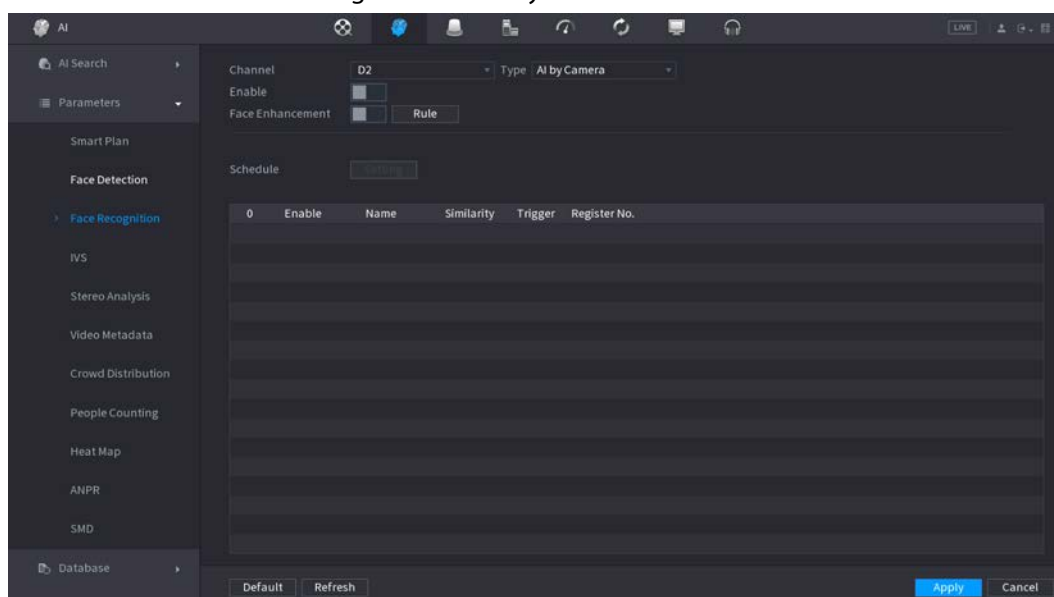 AI
LIVE
AI Search
Parameters
Smart Plan
Face Detection
Face Recognition
IVS
Stereo Analysis
Video Metadata
Crowd Distribution
People Counting
Heat Map
ANPR
SMD
Database
Channel D2 Type AI by Camera
Enable
Face Enhancement Rule
Schedule Setting
0 Enable Name Similarity Trigger Register No.
Default Refresh Apply Cancel